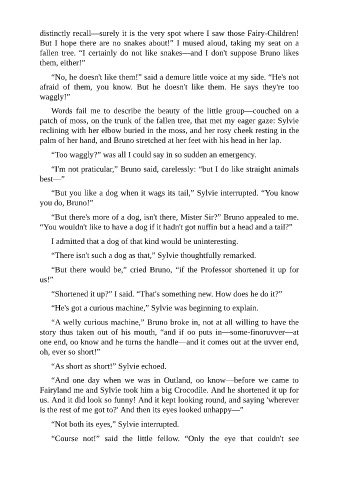 distinctly recall—surely it is the very spot where I saw those Fairy-Children!
But I hope there are no snakes about!” I mused aloud, taking my seat on a
fallen tree. “I certainly do not like snakes—and I don't suppose Bruno likes
them, either!”
“No, he doesn't like them!” said a demure little voice at my side. “He's not
afraid of them, you know. But he doesn't like them. He says they're too
waggly!”
Words fail me to describe the beauty of the little group—couched on a
patch of moss, on the trunk of the fallen tree, that met my eager gaze: Sylvie
reclining with her elbow buried in the moss, and her rosy cheek resting in the
palm of her hand, and Bruno stretched at her feet with his head in her lap.
“Too waggly?” was all I could say in so sudden an emergency.
“I'm not praticular,” Bruno said, carelessly: “but I do like straight animals
best—”
“But you like a dog when it wags its tail,” Sylvie interrupted. “You know
you do, Bruno!”
“But there's more of a dog, isn't there, Mister Sir?” Bruno appealed to me.
“You wouldn't like to have a dog if it hadn't got nuffin but a head and a tail?”
I admitted that a dog of that kind would be uninteresting.
“There isn't such a dog as that,” Sylvie thoughtfully remarked.
“But there would be,” cried Bruno, “if the Professor shortened it up for
us!”
“Shortened it up?” I said. “That's something new. How does he do it?”
“He's got a curious machine,” Sylvie was beginning to explain.
“A welly curious machine,” Bruno broke in, not at all willing to have the
story thus taken out of his mouth, “and if oo puts in—some-finoruvver—at
one end, oo know and he turns the handle—and it comes out at the uvver end,
oh, ever so short!”
“As short as short!” Sylvie echoed.
“And one day when we was in Outland, oo know—before we came to
Fairyland me and Sylvie took him a big Crocodile. And he shortened it up for
us. And it did look so funny! And it kept looking round, and saying 'wherever
is the rest of me got to?' And then its eyes looked unhappy—”
“Not both its eyes,” Sylvie interrupted.
“Course not!” said the little fellow. “Only the eye that couldn't see